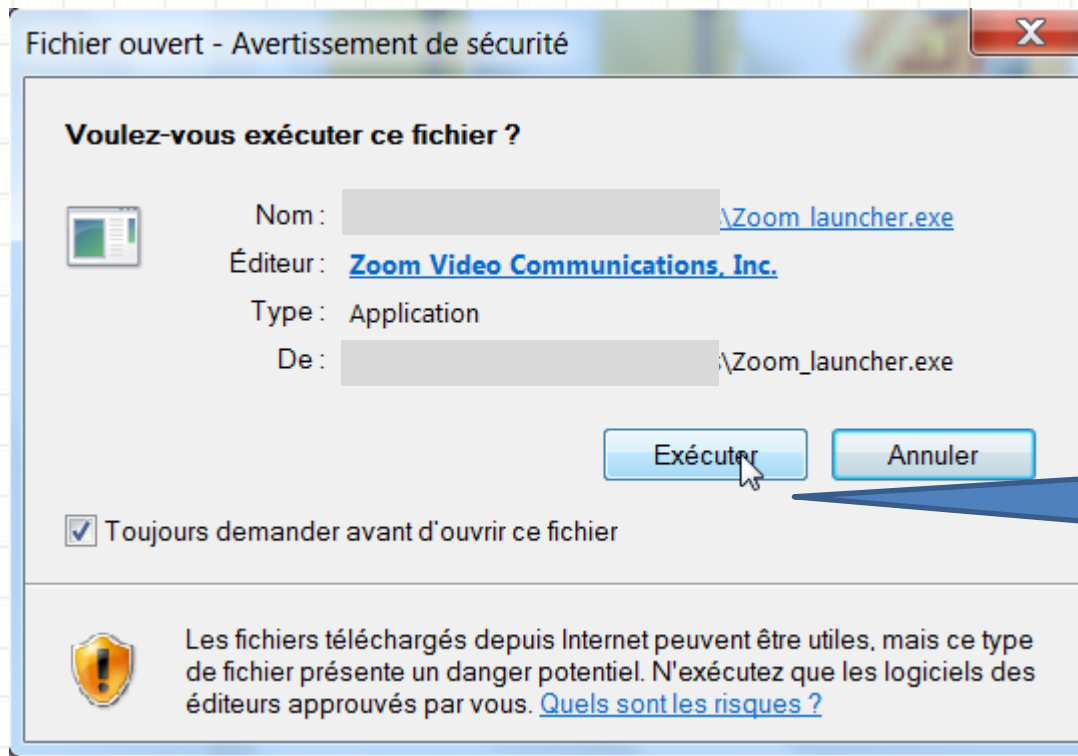 Fichier ouvert - Avertissement de sécurité
Voulez-vous exécuter ce fichier ?
Nom : \Zoom_launcher.exe
Éditeur : Zoom Video Communications, Inc.
Type : Application
De : \Zoom_launcher.exe
Exécuter Annuler
Toujours demander avant d'ouvrir ce fichier
Les fichiers téléchargés depuis Internet peuvent être utiles, mais ce type
de fichier présente un danger potentiel. N'exécutez que les logiciels des
éditeurs approuvés par vous. Quels sont les risques ?